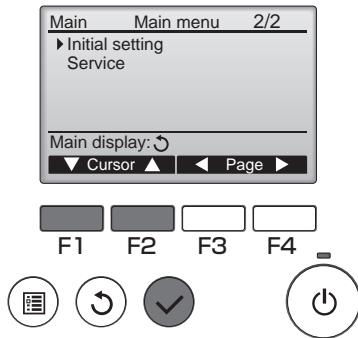 Main Main menu 2/2
Initial setting
Service
Main display:
Cursor Page
F1 F2 F3 F4